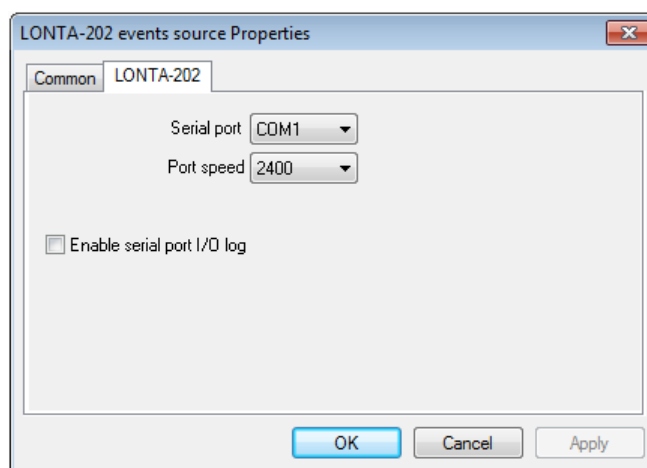 LONTA-202 events source Properties
Common LONTA-202
Serial port COM1
Port speed 2400
Enable serial port I/O log
OK Cancel Apply